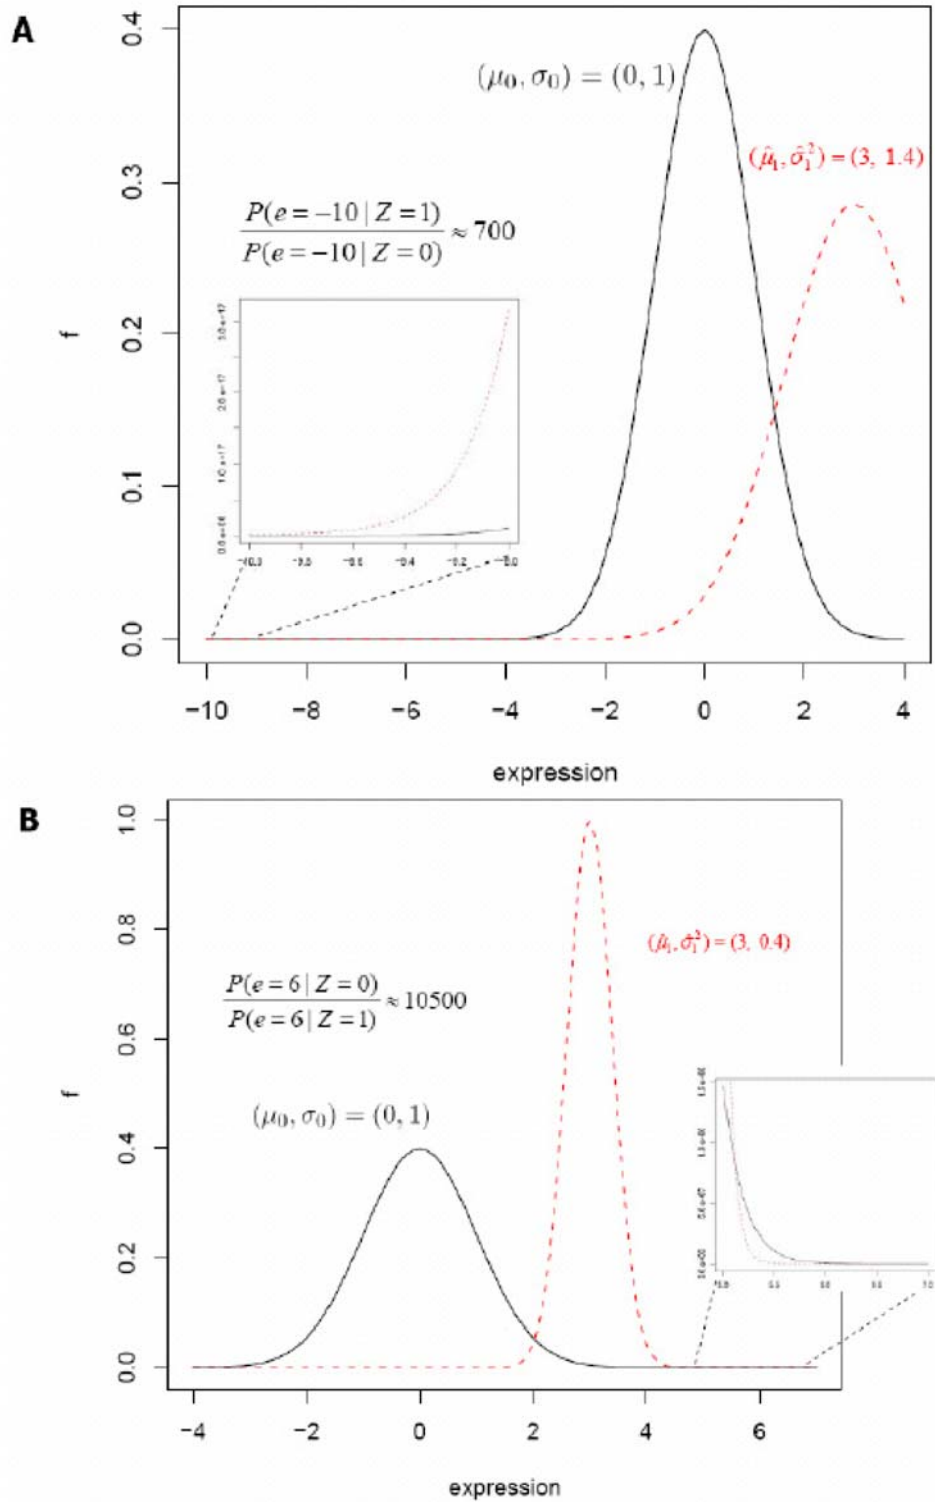 A
0.4
(μ₀, σ₀) = (0, 1)
(μ̂₁, σ̂₁²) = (3, 1.4)
0.3
P(e = −10 | Z = 1)
P(e = −10 | Z = 0)
≈ 700
f
0.2
0.1
0.0
−10 −8 −6 −4 −2 0 2 4
expression
B
1.0
(μ̂₁, σ̂₁²) = (3, 0.4)
0.8
P(e = 6 | Z = 0)
P(e = 6 | Z = 1)
≈ 10500
0.6
f
(μ₀, σ₀) = (0, 1)
0.4
0.2
0.0
−4 −2 0 2 4 6
expression